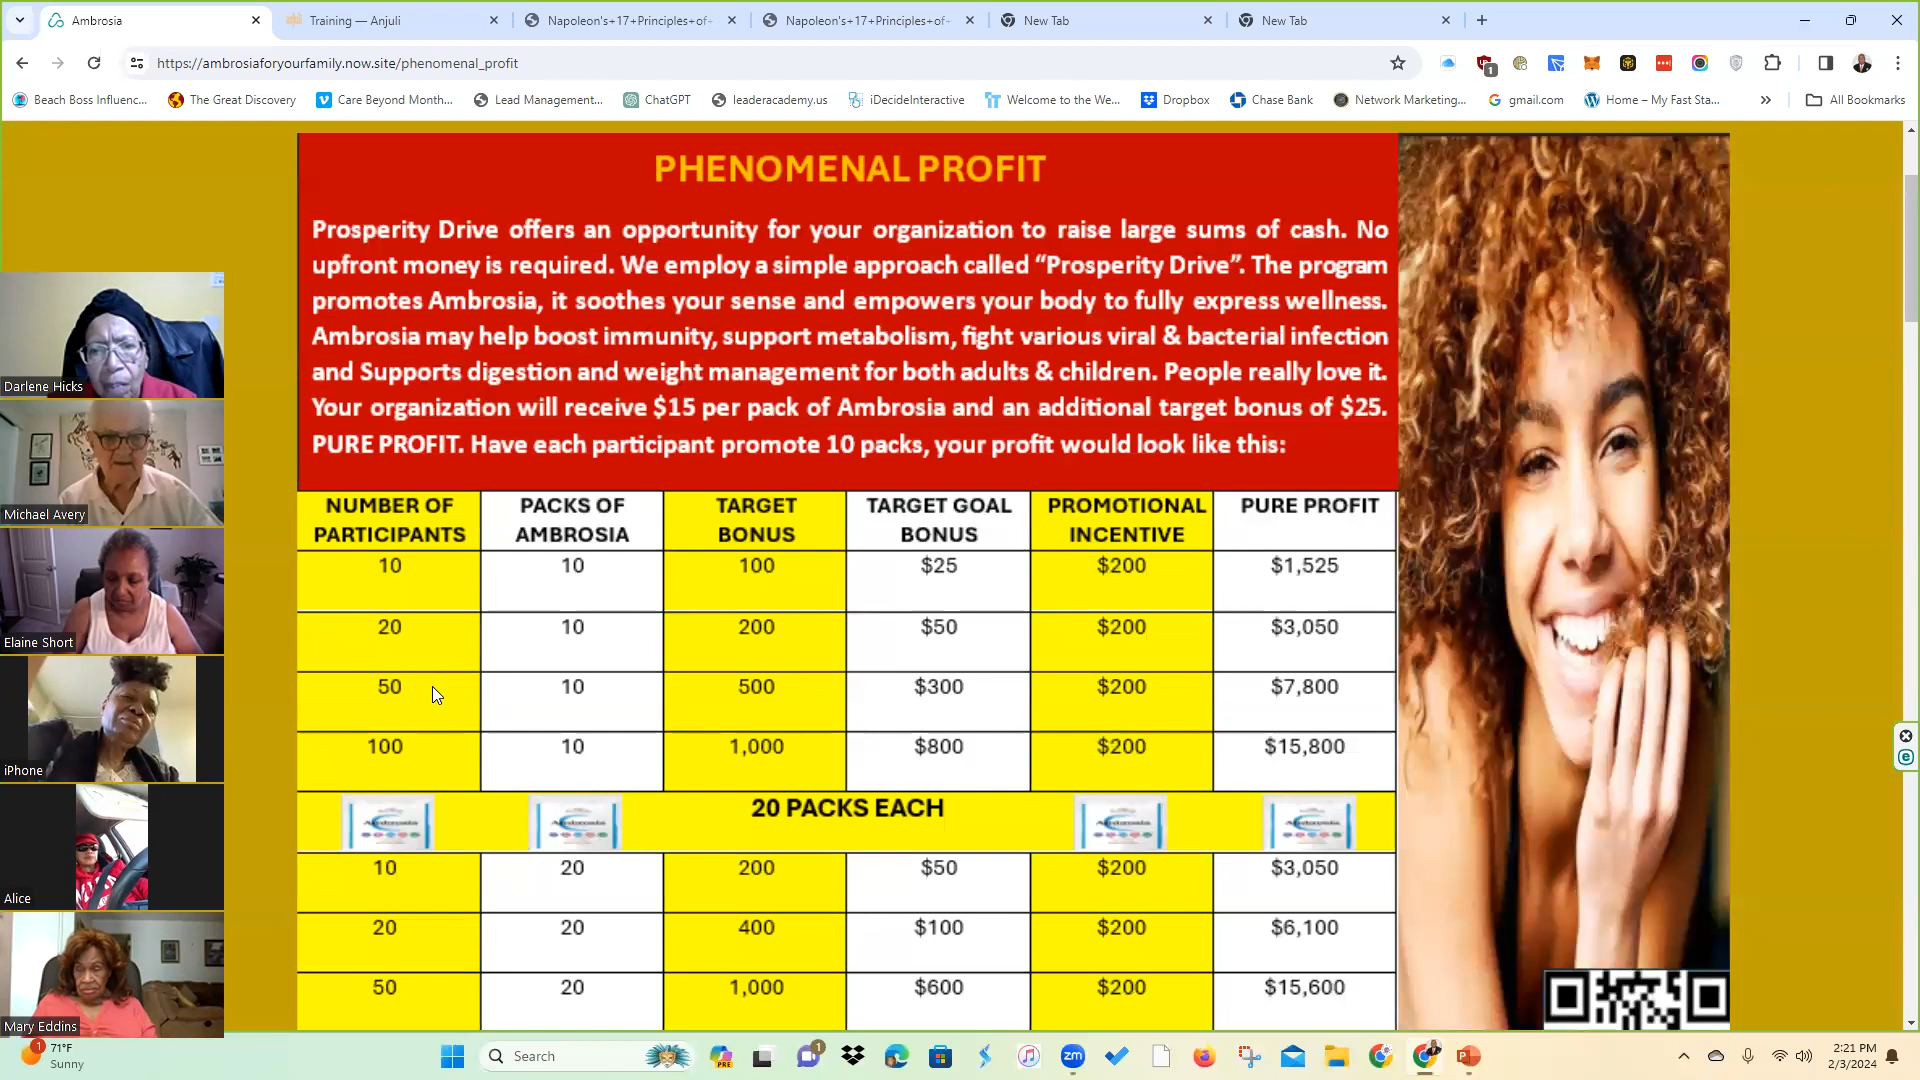 Ambrosia
Training — Anjuli
Napoleon's+17+Principles+of+
Napoleon's+17+Principles+of+
New Tab
New Tab
https://ambrosiaforyourfamily.now.site/phenomenal_profit
1
Beach Boss Influenc...
The Great Discovery
Care Beyond Month...
Lead Management...
ChatGPT
leaderacademy.us
iDecideInteractive
Welcome to the We...
Dropbox
Chase Bank
Network Marketing...
gmail.com
Home – My Fast Sta...
All Bookmarks
PHENOMENAL PROFIT
Prosperity Drive offers an opportunity for your organization to raise large sums of cash. No
upfront money is required. We employ a simple approach called “Prosperity Drive”. The program
promotes Ambrosia, it soothes your sense and empowers your body to fully express wellness.
Ambrosia may help boost immunity, support metabolism, fight various viral & bacterial infection
and Supports digestion and weight management for both adults & children. People really love it.
Your organization will receive $15 per pack of Ambrosia and an additional target bonus of $25.
PURE PROFIT. Have each participant promote 10 packs, your profit would look like this:
NUMBER OF PARTICIPANTS PACKS OF AMBROSIA TARGET BONUS TARGET GOAL BONUS PROMOTIONAL INCENTIVE PURE PROFIT
10 10 100 $25 $200 $1,525
20 10 200 $50 $200 $3,050
50 10 500 $300 $200 $7,800
100 10 1,000 $800 $200 $15,800
20 PACKS EACH
10 20 200 $50 $200 $3,050
20 20 400 $100 $200 $6,100
50 20 1,000 $600 $200 $15,600
Darlene Hicks
Michael Avery
Elaine Short
iPhone
Alice
Mary Eddins
1
71°F
Sunny
Search
PRE
1
zm
2:21 PM
2/3/2024